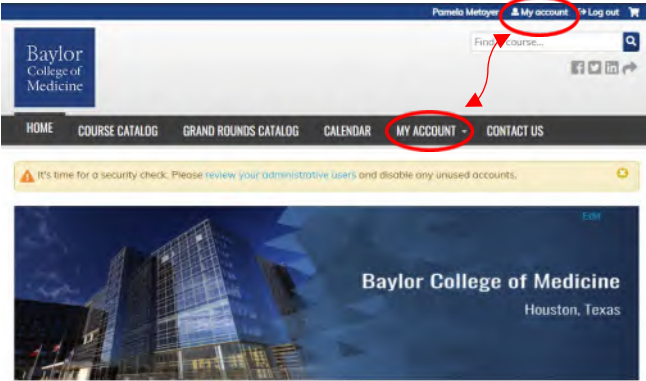 Pamela Metoyer My account Log out
Find a course...
Baylor
College of
Medicine
HOME COURSE CATALOG GRAND ROUNDS CATALOG CALENDAR MY ACCOUNT CONTACT US
It's time for a security check. Please review your administrative users and disable any unused accounts.
Edit
Baylor College of Medicine
Houston, Texas